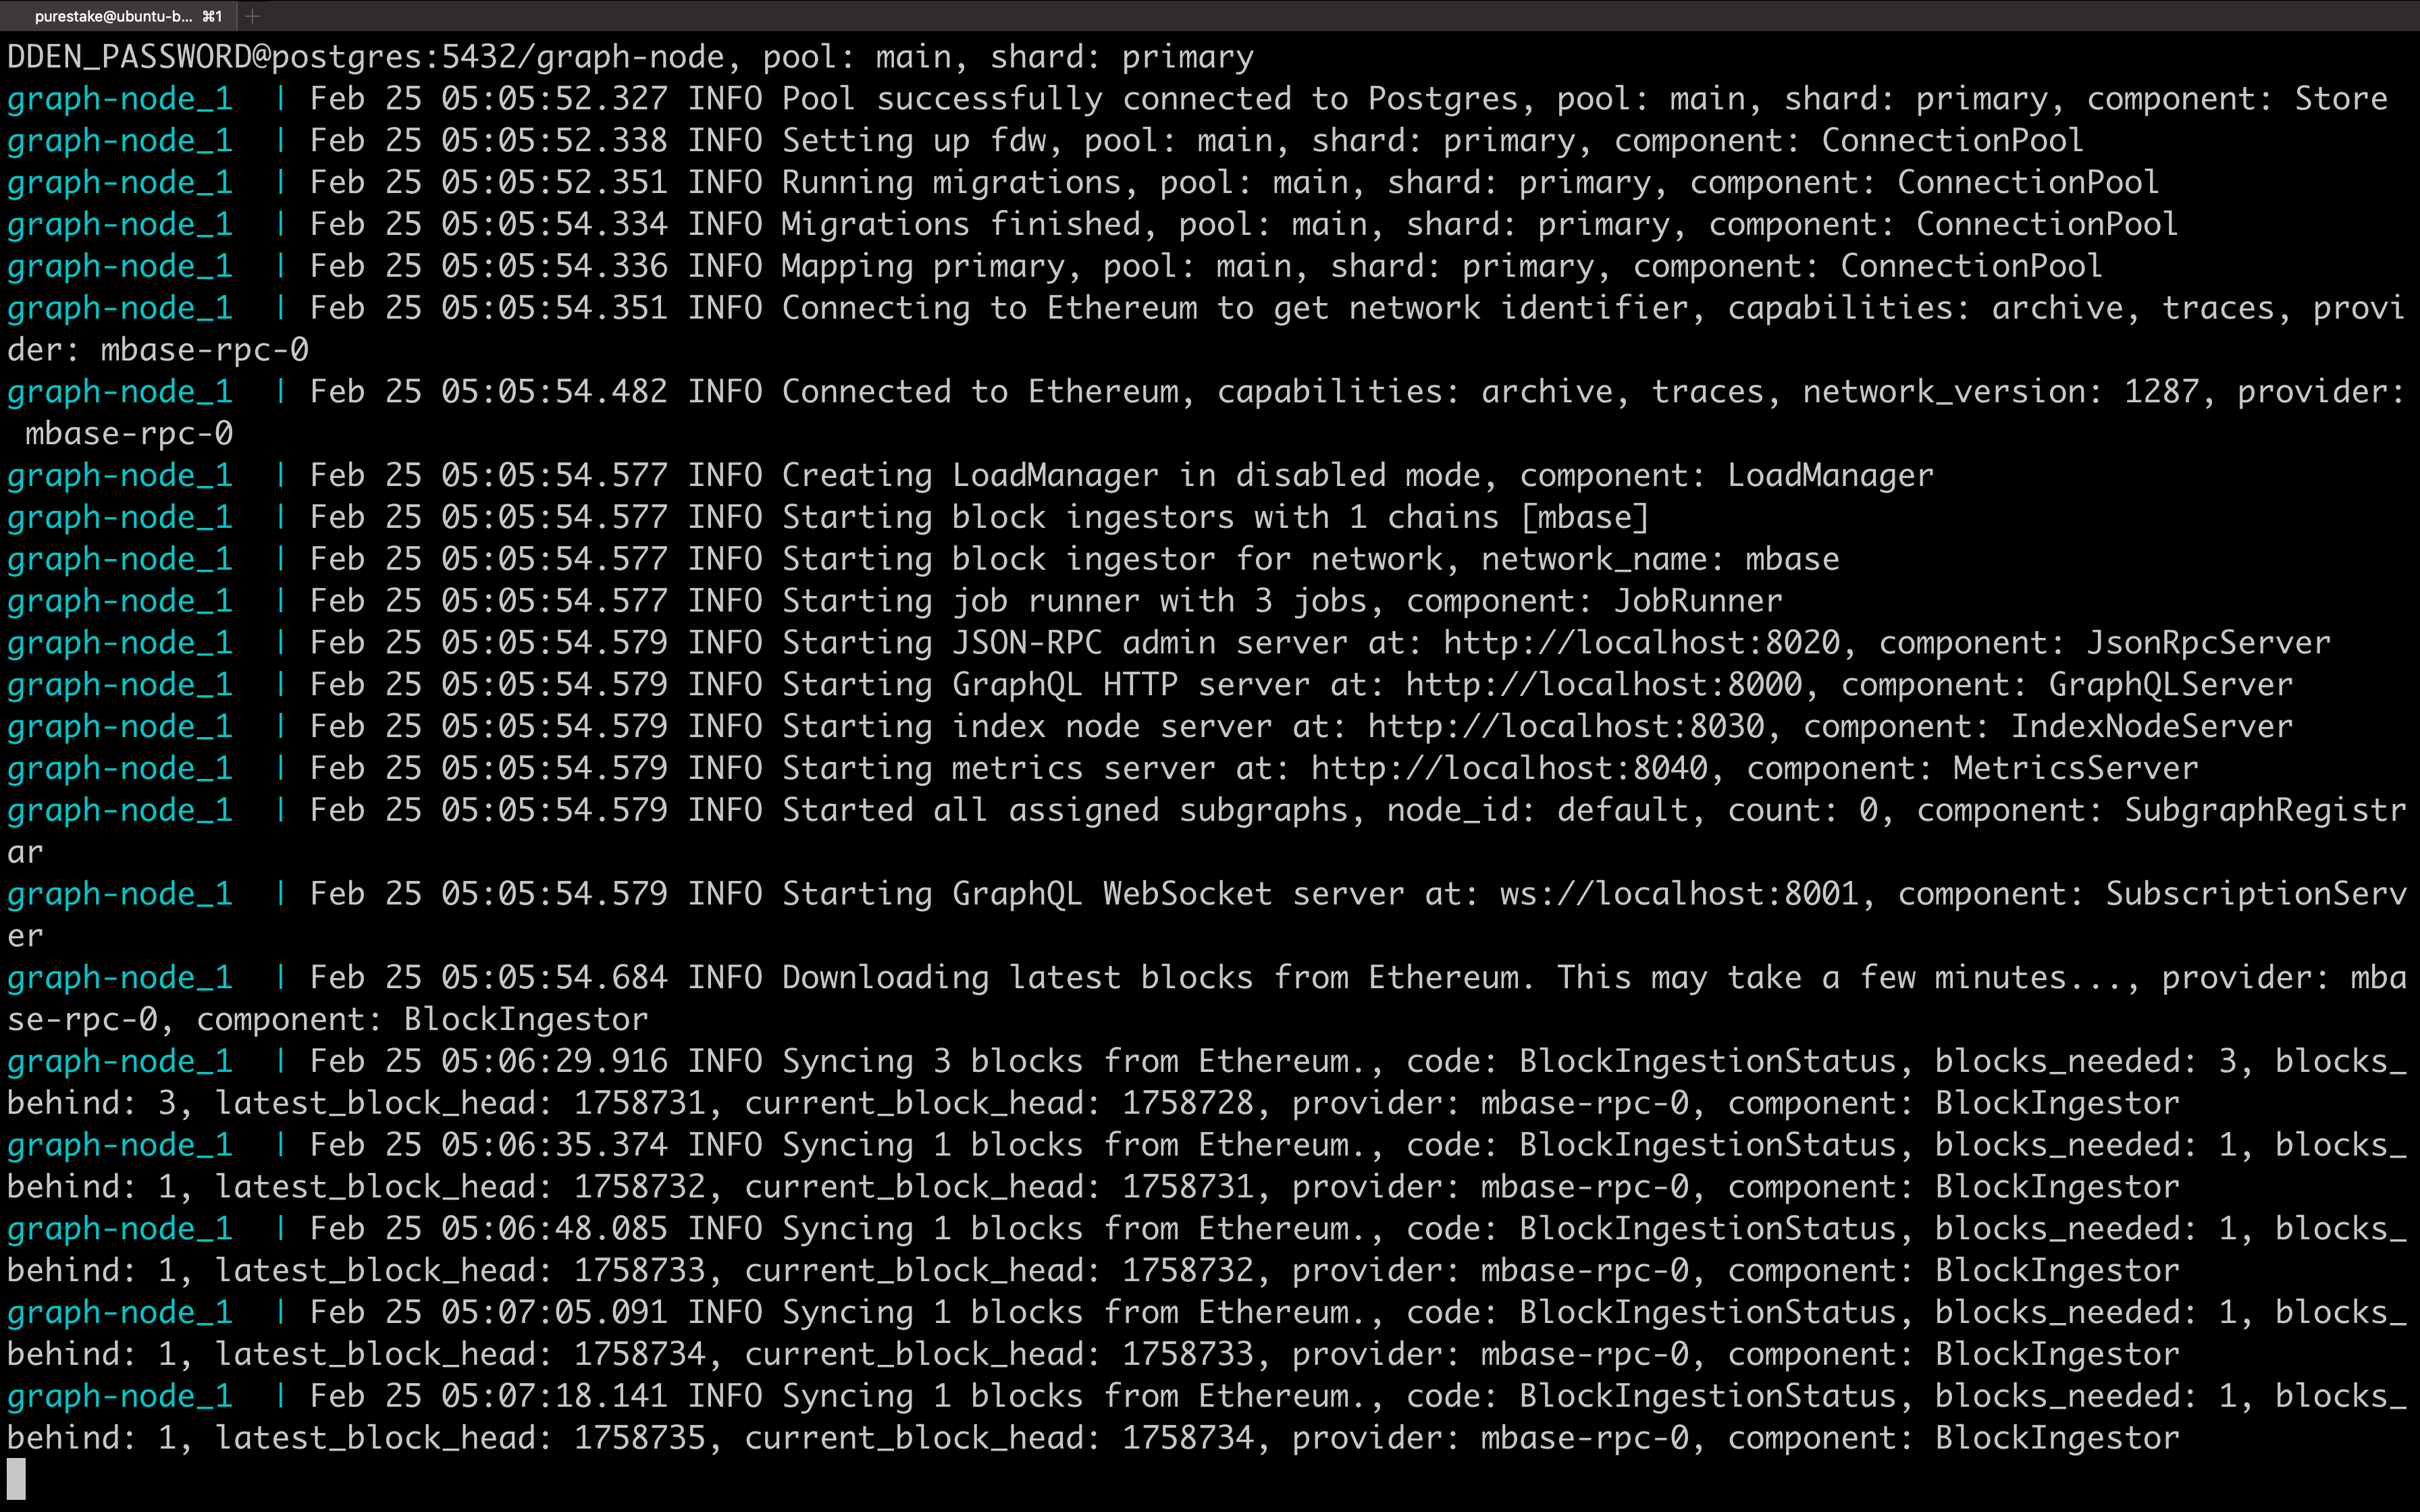 purestake@ubuntu-b... ⌘1 +
DDEN_PASSWORD@postgres:5432/graph-node, pool: main, shard: primary
graph-node_1  | Feb 25 05:05:52.327 INFO Pool successfully connected to Postgres, pool: main, shard: primary, component: Store
graph-node_1  | Feb 25 05:05:52.338 INFO Setting up fdw, pool: main, shard: primary, component: ConnectionPool
graph-node_1  | Feb 25 05:05:52.351 INFO Running migrations, pool: main, shard: primary, component: ConnectionPool
graph-node_1  | Feb 25 05:05:54.334 INFO Migrations finished, pool: main, shard: primary, component: ConnectionPool
graph-node_1  | Feb 25 05:05:54.336 INFO Mapping primary, pool: main, shard: primary, component: ConnectionPool
graph-node_1  | Feb 25 05:05:54.351 INFO Connecting to Ethereum to get network identifier, capabilities: archive, traces, provi
der: mbase-rpc-0
graph-node_1  | Feb 25 05:05:54.482 INFO Connected to Ethereum, capabilities: archive, traces, network_version: 1287, provider:
 mbase-rpc-0
graph-node_1  | Feb 25 05:05:54.577 INFO Creating LoadManager in disabled mode, component: LoadManager
graph-node_1  | Feb 25 05:05:54.577 INFO Starting block ingestors with 1 chains [mbase]
graph-node_1  | Feb 25 05:05:54.577 INFO Starting block ingestor for network, network_name: mbase
graph-node_1  | Feb 25 05:05:54.577 INFO Starting job runner with 3 jobs, component: JobRunner
graph-node_1  | Feb 25 05:05:54.579 INFO Starting JSON-RPC admin server at: http://localhost:8020, component: JsonRpcServer
graph-node_1  | Feb 25 05:05:54.579 INFO Starting GraphQL HTTP server at: http://localhost:8000, component: GraphQLServer
graph-node_1  | Feb 25 05:05:54.579 INFO Starting index node server at: http://localhost:8030, component: IndexNodeServer
graph-node_1  | Feb 25 05:05:54.579 INFO Starting metrics server at: http://localhost:8040, component: MetricsServer
graph-node_1  | Feb 25 05:05:54.579 INFO Started all assigned subgraphs, node_id: default, count: 0, component: SubgraphRegistr
ar
graph-node_1  | Feb 25 05:05:54.579 INFO Starting GraphQL WebSocket server at: ws://localhost:8001, component: SubscriptionServ
er
graph-node_1  | Feb 25 05:05:54.684 INFO Downloading latest blocks from Ethereum. This may take a few minutes..., provider: mba
se-rpc-0, component: BlockIngestor
graph-node_1  | Feb 25 05:06:29.916 INFO Syncing 3 blocks from Ethereum., code: BlockIngestionStatus, blocks_needed: 3, blocks_
behind: 3, latest_block_head: 1758731, current_block_head: 1758728, provider: mbase-rpc-0, component: BlockIngestor
graph-node_1  | Feb 25 05:06:35.374 INFO Syncing 1 blocks from Ethereum., code: BlockIngestionStatus, blocks_needed: 1, blocks_
behind: 1, latest_block_head: 1758732, current_block_head: 1758731, provider: mbase-rpc-0, component: BlockIngestor
graph-node_1  | Feb 25 05:06:48.085 INFO Syncing 1 blocks from Ethereum., code: BlockIngestionStatus, blocks_needed: 1, blocks_
behind: 1, latest_block_head: 1758733, current_block_head: 1758732, provider: mbase-rpc-0, component: BlockIngestor
graph-node_1  | Feb 25 05:07:05.091 INFO Syncing 1 blocks from Ethereum., code: BlockIngestionStatus, blocks_needed: 1, blocks_
behind: 1, latest_block_head: 1758734, current_block_head: 1758733, provider: mbase-rpc-0, component: BlockIngestor
graph-node_1  | Feb 25 05:07:18.141 INFO Syncing 1 blocks from Ethereum., code: BlockIngestionStatus, blocks_needed: 1, blocks_
behind: 1, latest_block_head: 1758735, current_block_head: 1758734, provider: mbase-rpc-0, component: BlockIngestor